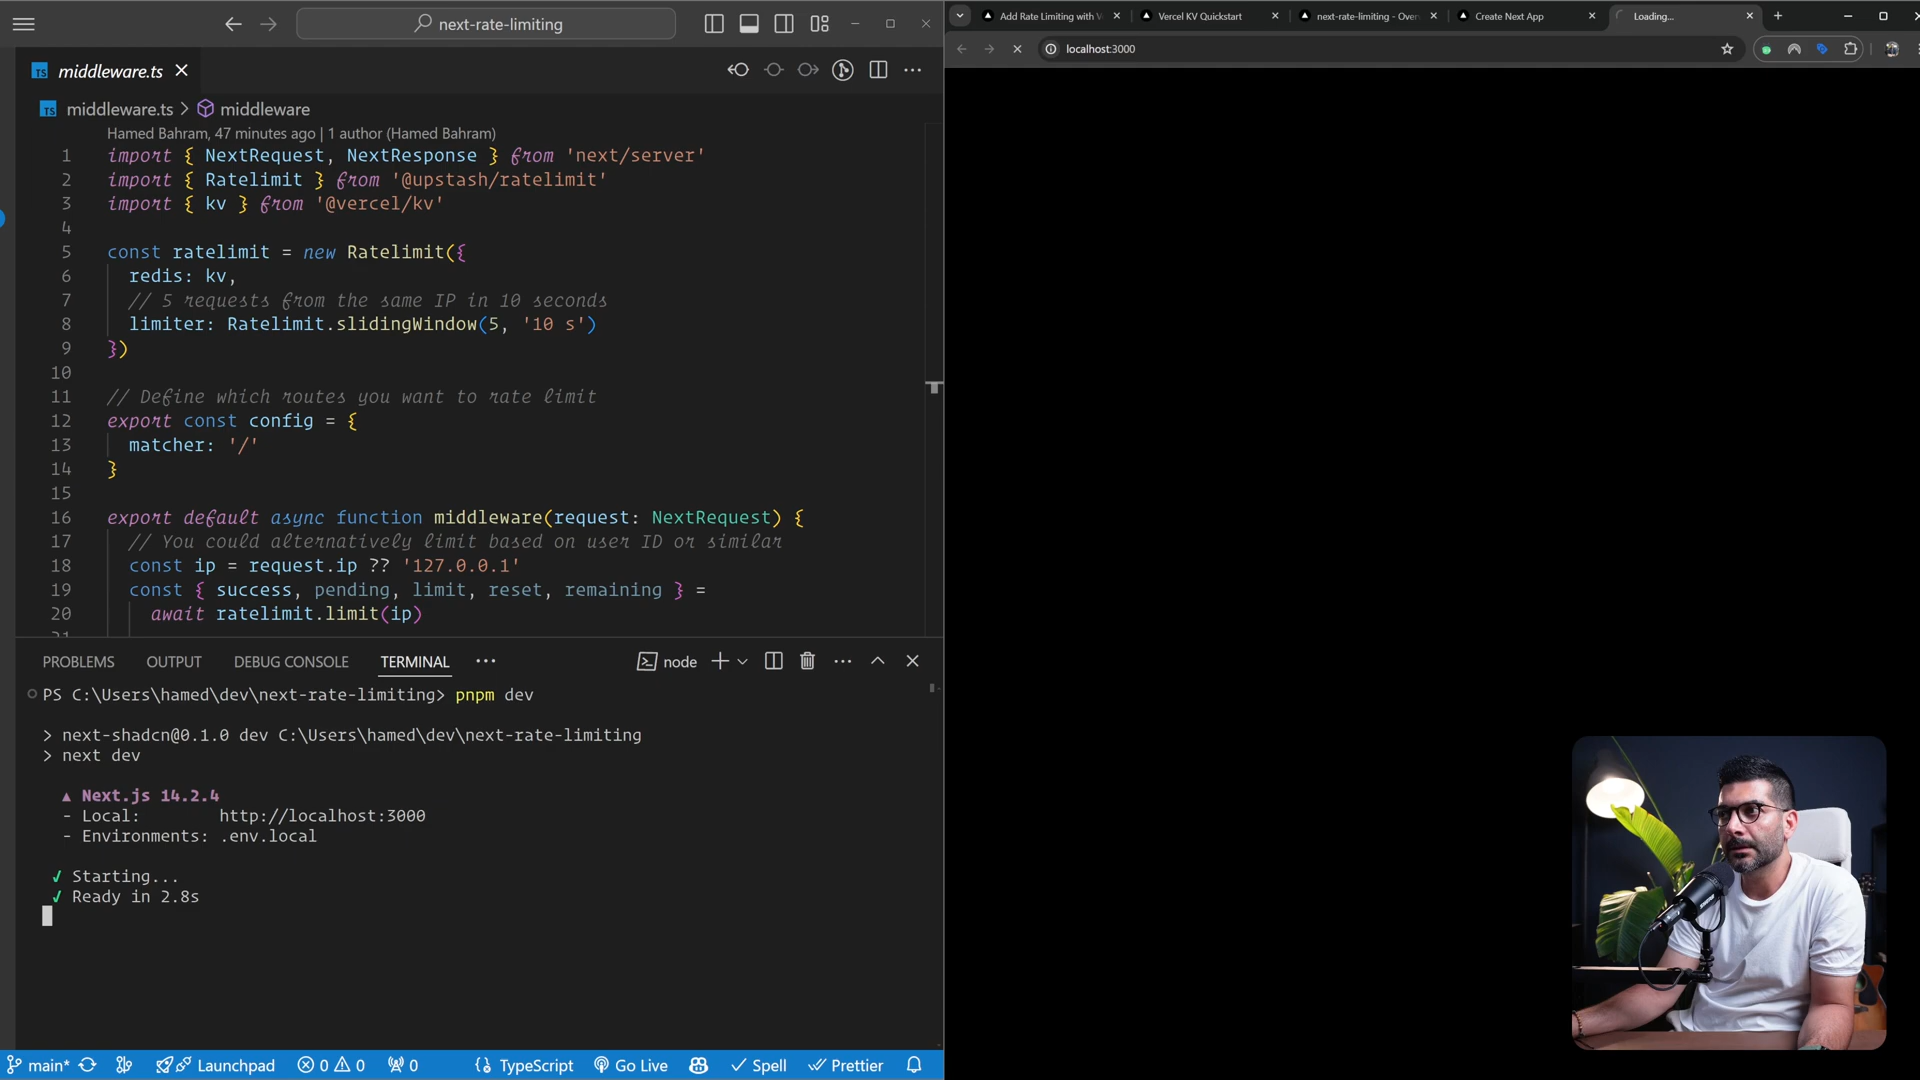 next-rate-limiting
middleware.ts
middleware.ts > middleware
Hamed Bahram, 47 minutes ago | 1 author (Hamed Bahram)
1 import { NextRequest, NextResponse } from 'next/server'
2 import { Ratelimit } from '@upstash/ratelimit'
3 import { kv } from '@vercel/kv'
4
5 const ratelimit = new Ratelimit({
6 redis: kv,
7 // 5 requests from the same IP in 10 seconds
8 limiter: Ratelimit.slidingWindow(5, '10 s')
9 })
10
11 // Define which routes you want to rate limit
12 export const config = {
13 matcher: '/'
14 }
15
16 export default async function middleware(request: NextRequest) {
17 // You could alternatively limit based on user ID or similar
18 const ip = request.ip ?? '127.0.0.1'
19 const { success, pending, limit, reset, remaining } =
20 await ratelimit.limit(ip)
21
PROBLEMS OUTPUT DEBUG CONSOLE TERMINAL node
PS C:\Users\hamed\dev\next-rate-limiting> pnpm dev
> next-shadcn@0.1.0 dev C:\Users\hamed\dev\next-rate-limiting
> next dev
▲ Next.js 14.2.4
- Local: http://localhost:3000
- Environments: .env.local
✓ Starting...
✓ Ready in 2.8s
main* Launchpad 0 0 0 TypeScript Go Live Spell Prettier
Add Rate Limiting with V Vercel KV Quickstart next-rate-limiting - Over Create Next App Loading...
localhost:3000